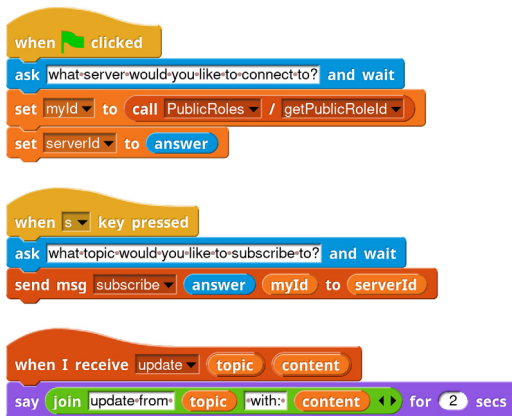 when clicked
ask what server would you like to connect to? and wait
set myId to call PublicRoles / getPublicRoleId
set serverId to answer
when s key pressed
ask what topic would you like to subscribe to? and wait
send msg subscribe answer myId to serverId
when I receive update topic content
say join update from topic with: content for 2 secs